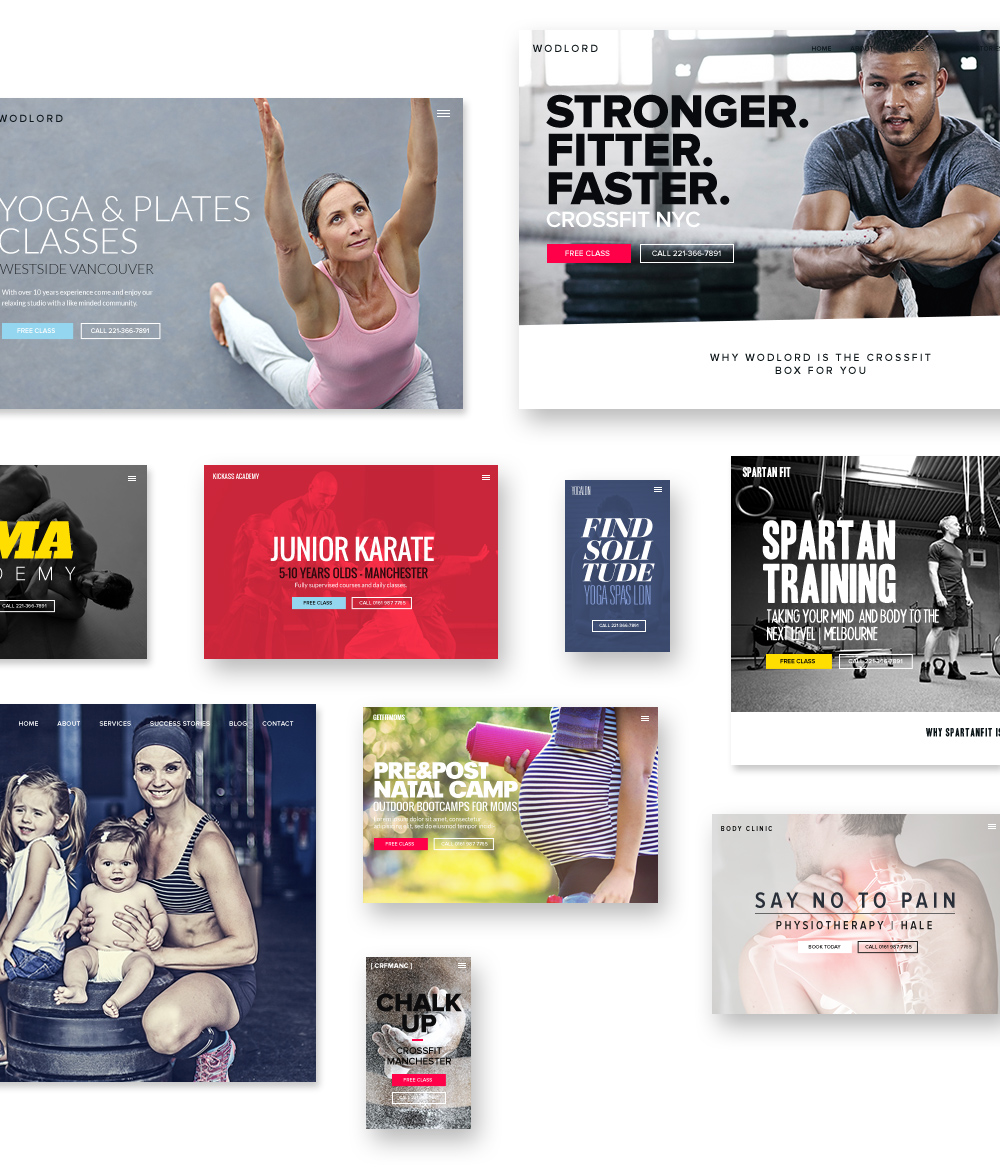 WODLORD
YOGA & PLATES
CLASSES
WESTSIDE VANCOUVER
With over 10 years experience come and enjoy our
relaxing studio with a like minded community.
FREE CLASS
CALL 221-366-7891
WODLORD
HOME
STRONGER.
FITTER.
FASTER.
CROSSFIT NYC
FREE CLASS
CALL 221-366-7891
WHY WODLORD IS THE CROSSFIT
BOX FOR YOU
MA
DEMY
CALL 221-366-7891
KICKASS ACADEMY
JUNIOR KARATE
5-10 YEARS OLDS - MANCHESTER
Fully supervised courses and daily classes.
FREE CLASS
CALL 0161 987 7765
YOGALDN
FIND
SOLI
TUDE
YOGA SPAS LDN
CALL 221-366-7891
SPARTAN FIT
SPARTAN
TRAINING
TAKING YOUR MIND AND BODY TO THE
NEXT LEVEL | MELBOURNE
FREE CLASS
CALL 221-366-7891
WHY SPARTANFIT IS
HOME ABOUT SERVICES SUCCESS STORIES BLOG CONTACT
PRE&POST
NATAL CAMP
OUTDOOR BOOTCAMPS FOR MOMS
Lorem ipsum dolor sit amet, consectetur
adipiscing elit, sed do eiusmod tempor
FREE CLASS
CALL 0161 987 7765
BODY CLINIC
SAY NO TO PAIN
PHYSIOTHERAPY | HALE
BOOK TODAY
CALL 0161 987 7765
[ CRFMANC ]
CHALK
UP
CROSSFIT
MANCHESTER
FREE CLASS